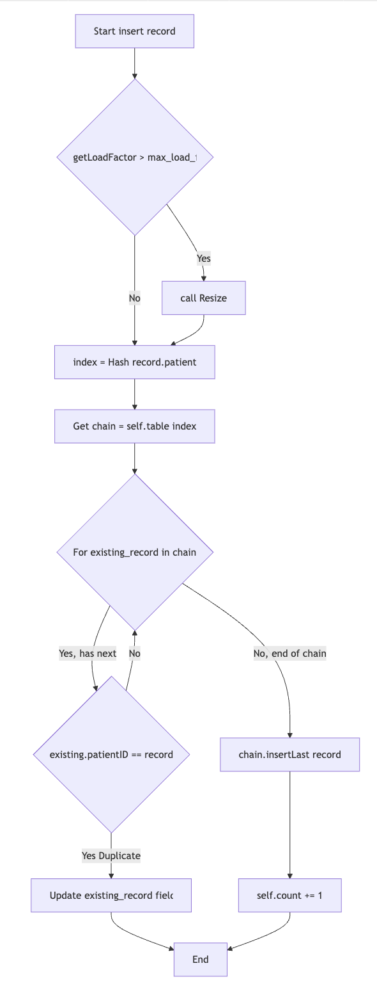 Start insert record
getLoadFactor > max_load_
Yes
call Resize
No
index = Hash record.patient
Get chain = self.table index
For existing_record in chain
Yes, has next
No
No, end of chain
existing.patientID == record
chain.insertLast record
Yes Duplicate
Update existing_record field
self.count += 1
End